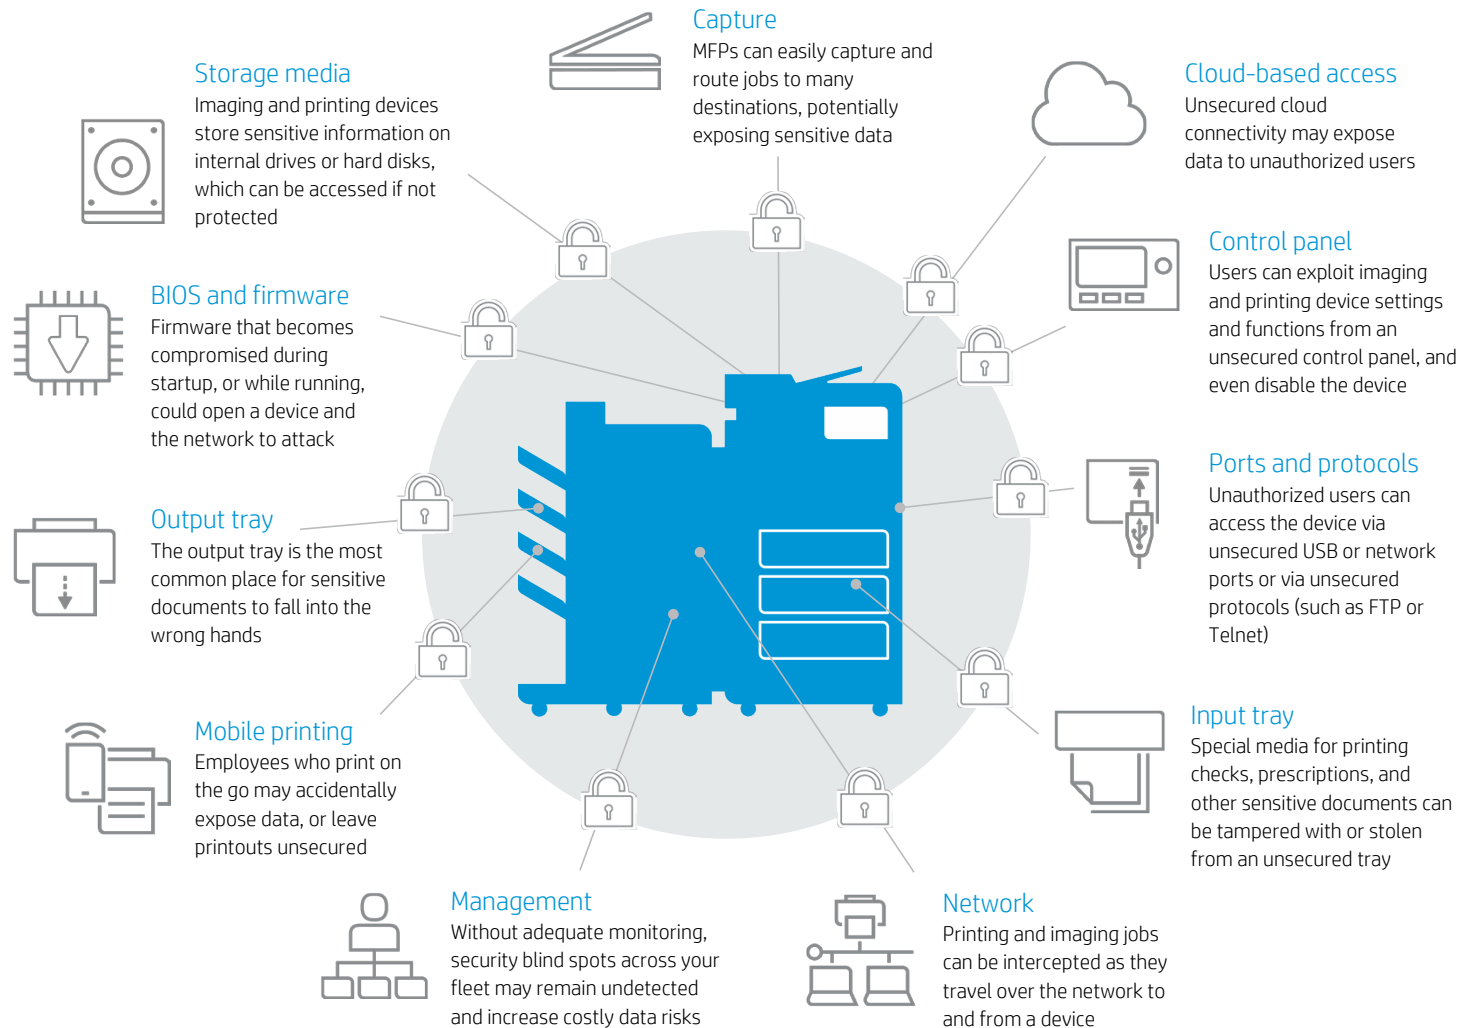 Capture
MFPs can easily capture and
route jobs to many
destinations, potentially
exposing sensitive data
Storage media
Imaging and printing devices
store sensitive information on
internal drives or hard disks,
which can be accessed if not
protected
Cloud-based access
Unsecured cloud
connectivity may expose
data to unauthorized users
Control panel
Users can exploit imaging
and printing device settings
and functions from an
unsecured control panel, and
even disable the device
BIOS and firmware
Firmware that becomes
compromised during
startup, or while running,
could open a device and
the network to attack
Ports and protocols
Unauthorized users can
access the device via
unsecured USB or network
ports or via unsecured
protocols (such as FTP or
Telnet)
Output tray
The output tray is the most
common place for sensitive
documents to fall into the
wrong hands
Input tray
Special media for printing
checks, prescriptions, and
other sensitive documents can
be tampered with or stolen
from an unsecured tray
Mobile printing
Employees who print on
the go may accidentally
expose data, or leave
printouts unsecured
Management
Without adequate monitoring,
security blind spots across your
fleet may remain undetected
and increase costly data risks
Network
Printing and imaging jobs
can be intercepted as they
travel over the network to
and from a device